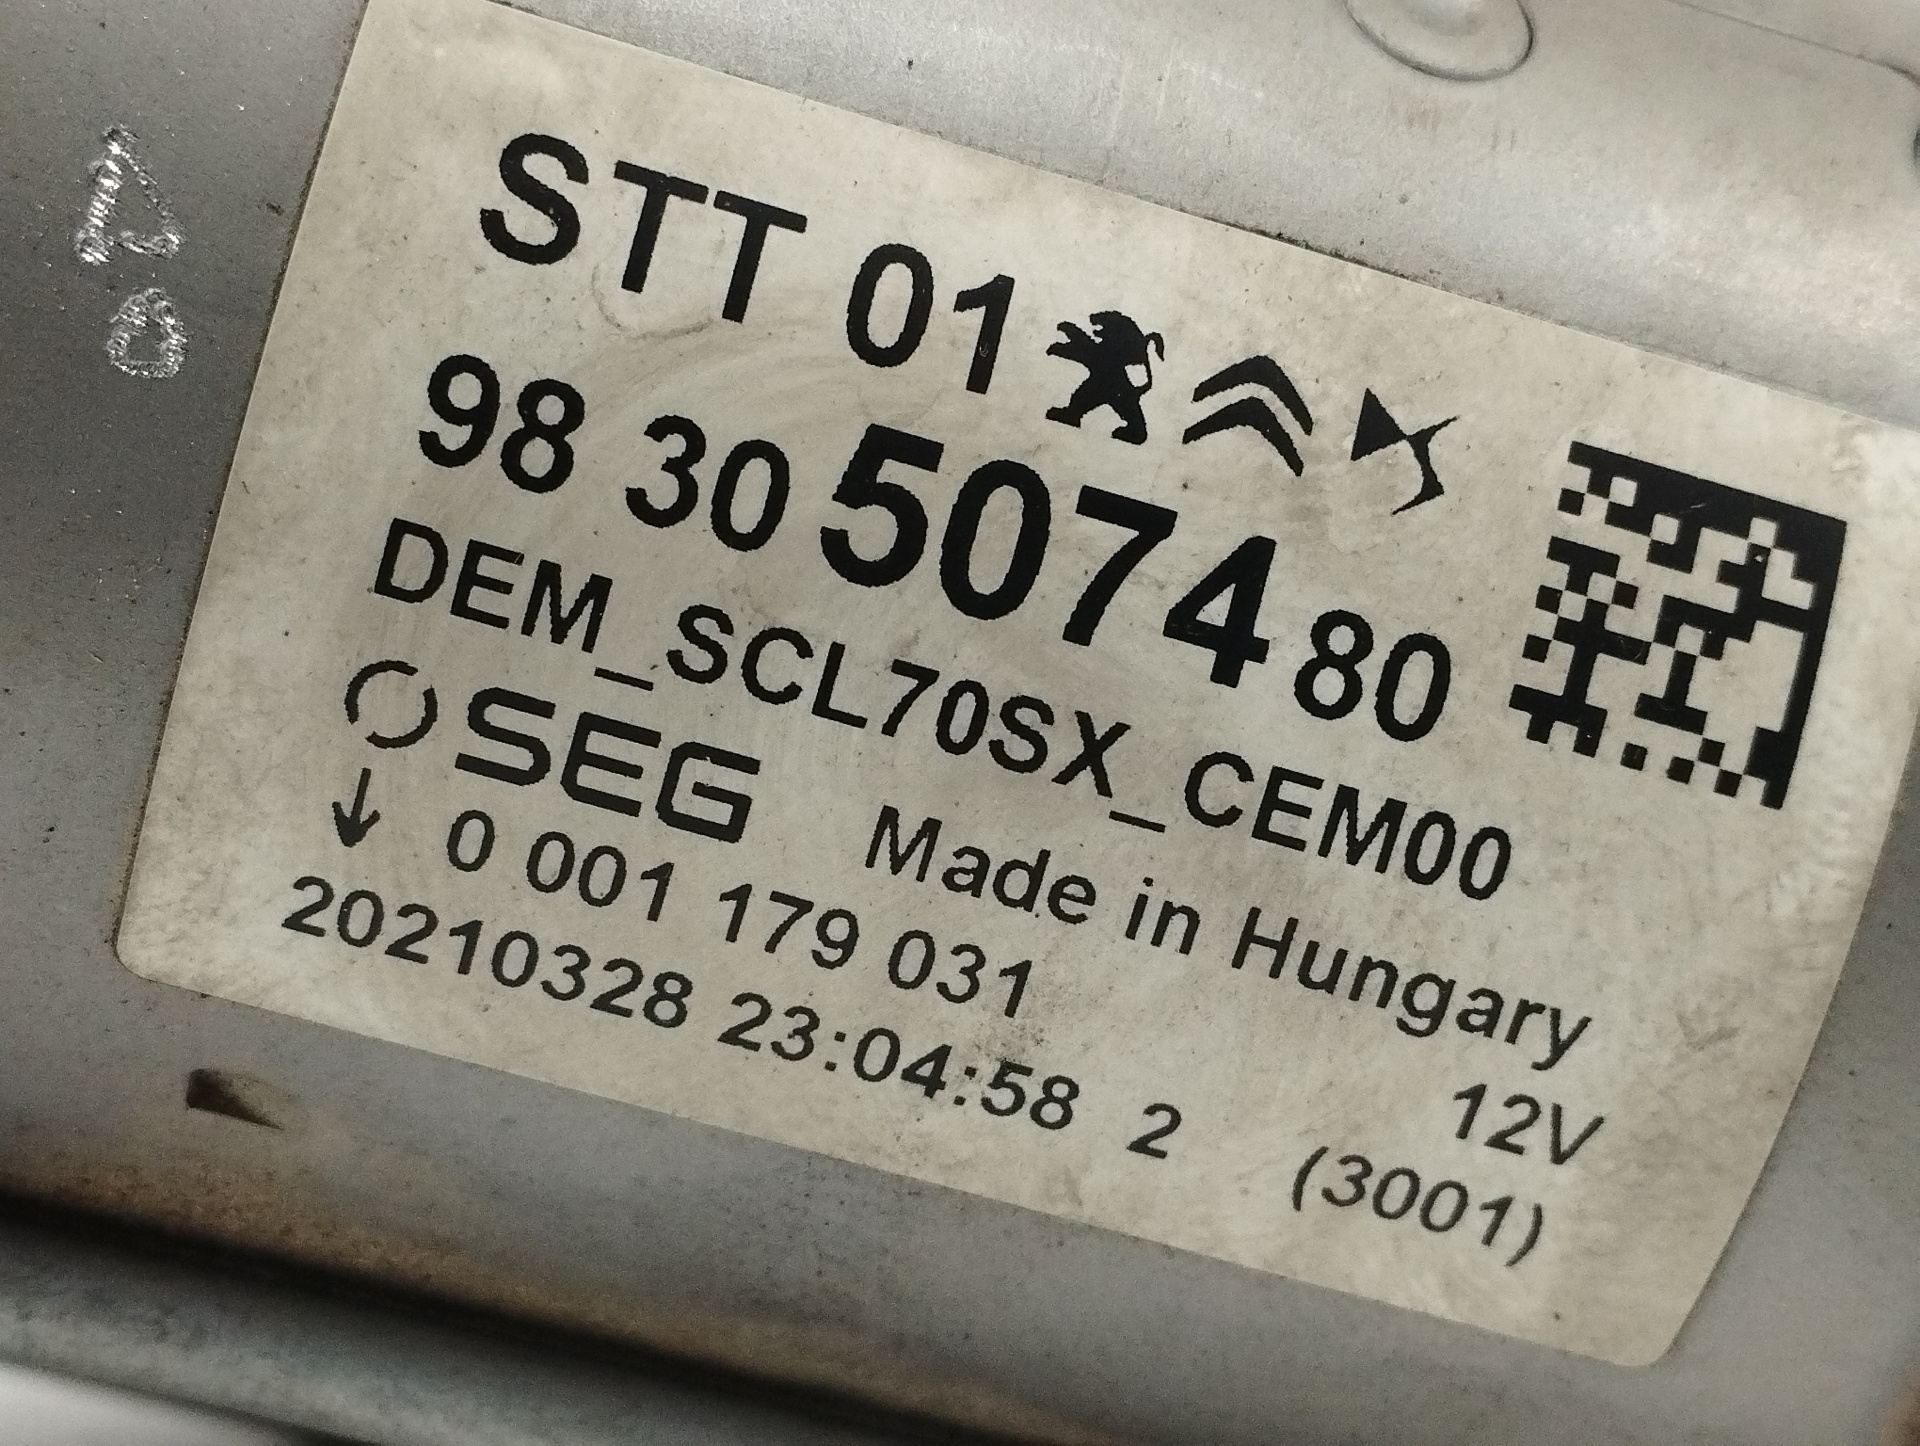 STT 01
98 30 5074 80
DEM_SCL70SX_CEM00
SEG Made in Hungary
0 001 179 031 12V
20210328 23:04:58 2 (3001)